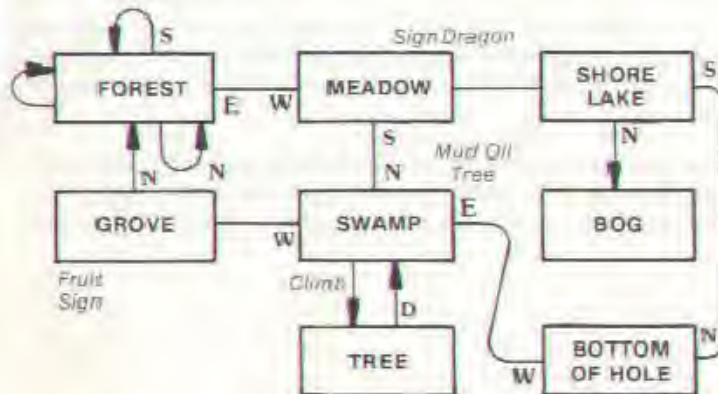 S
Sign Dragon
FOREST
E
W
MEADOW
SHORE
LAKE
S
N
N
S
N
Mud Oil
Tree
N
GROVE
W
SWAMP
E
BOG
Fruit
Sign
Climb
D
TREE
W
BOTTOM
OF HOLE
N